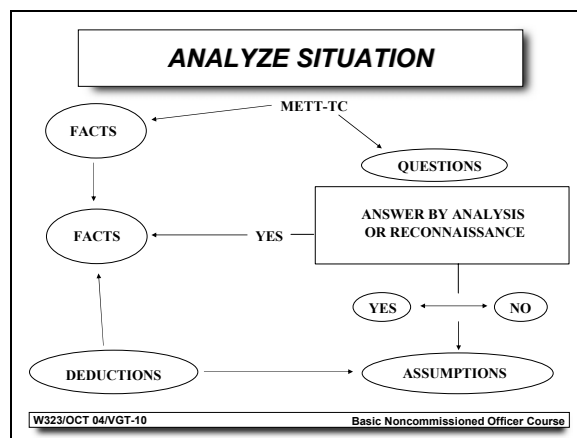 ANALYZE SITUATION
METT-TC
FACTS
QUESTIONS
ANSWER BY ANALYSIS
OR RECONNAISSANCE
FACTS
YES
YES
NO
DEDUCTIONS
ASSUMPTIONS
W323/OCT 04/VGT-10
Basic Noncommissioned Officer Course